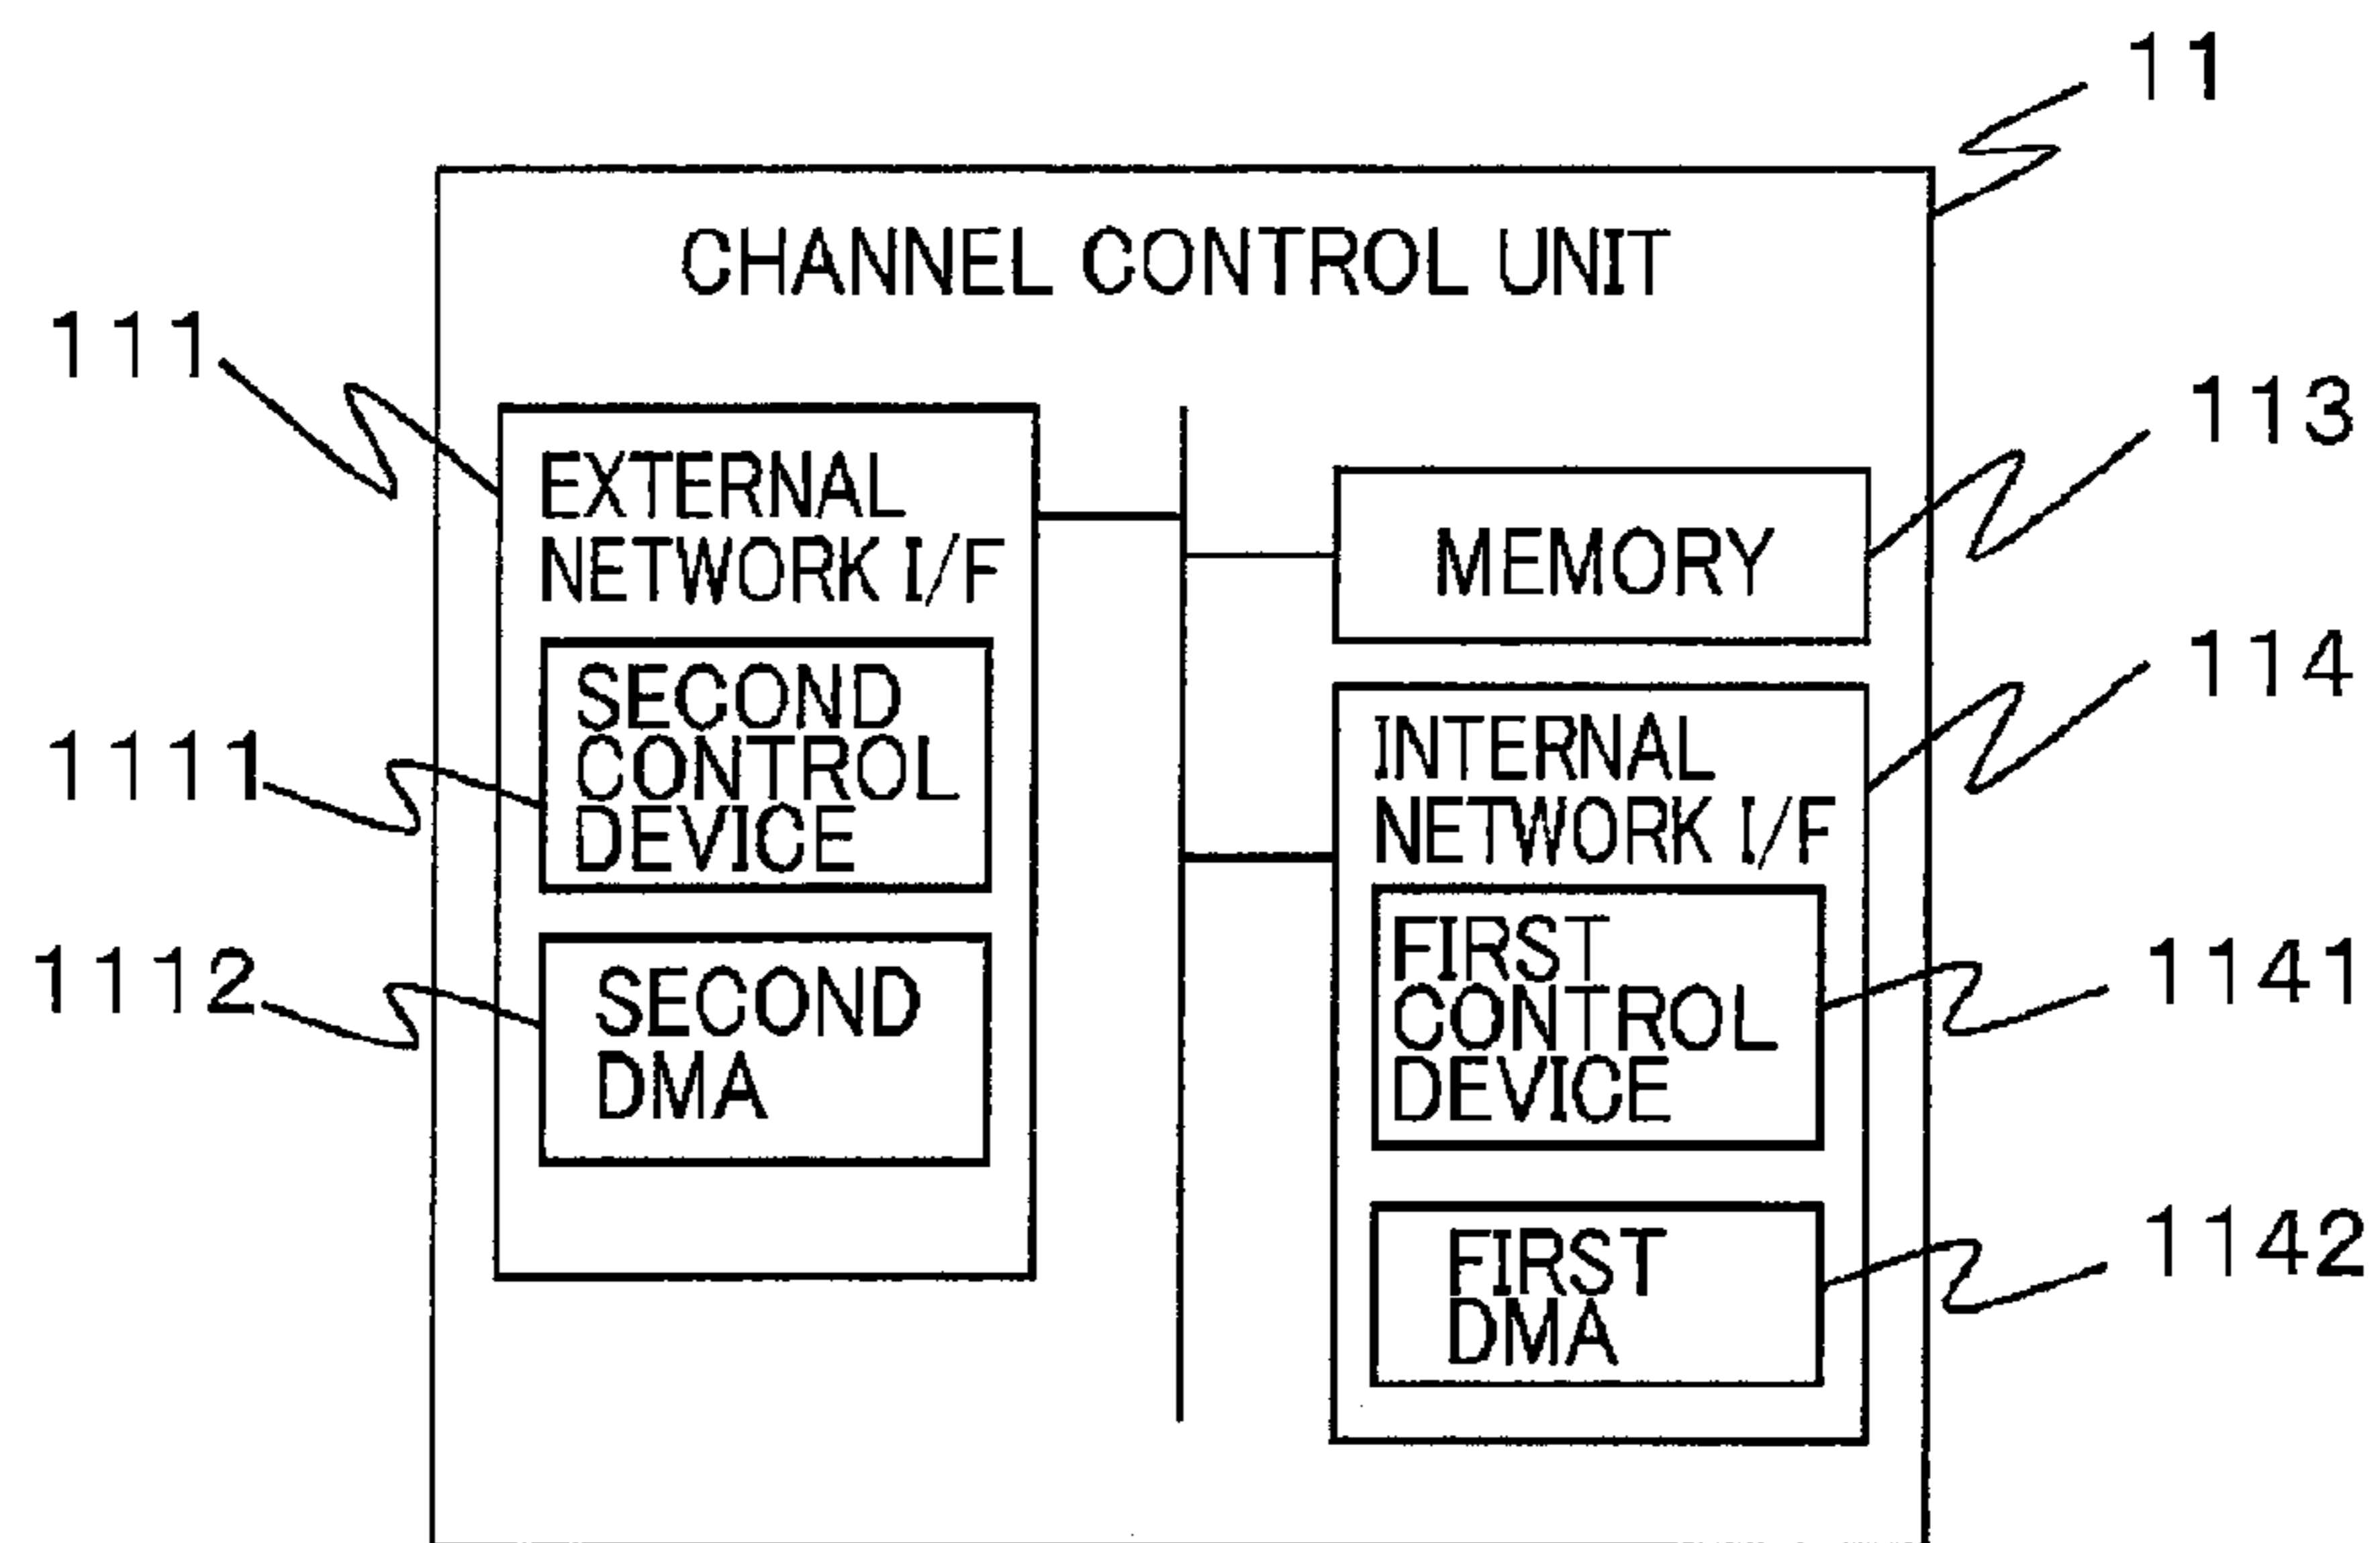 11
CHANNEL CONTROL UNIT
111
EXTERNAL
NETWORK I/F
SECOND
CONTROL
DEVICE
1111
SECOND
DMA
1112
MEMORY
113
INTERNAL
NETWORK I/F
114
FIRST
CONTROL
DEVICE
1141
FIRST
DMA
1142